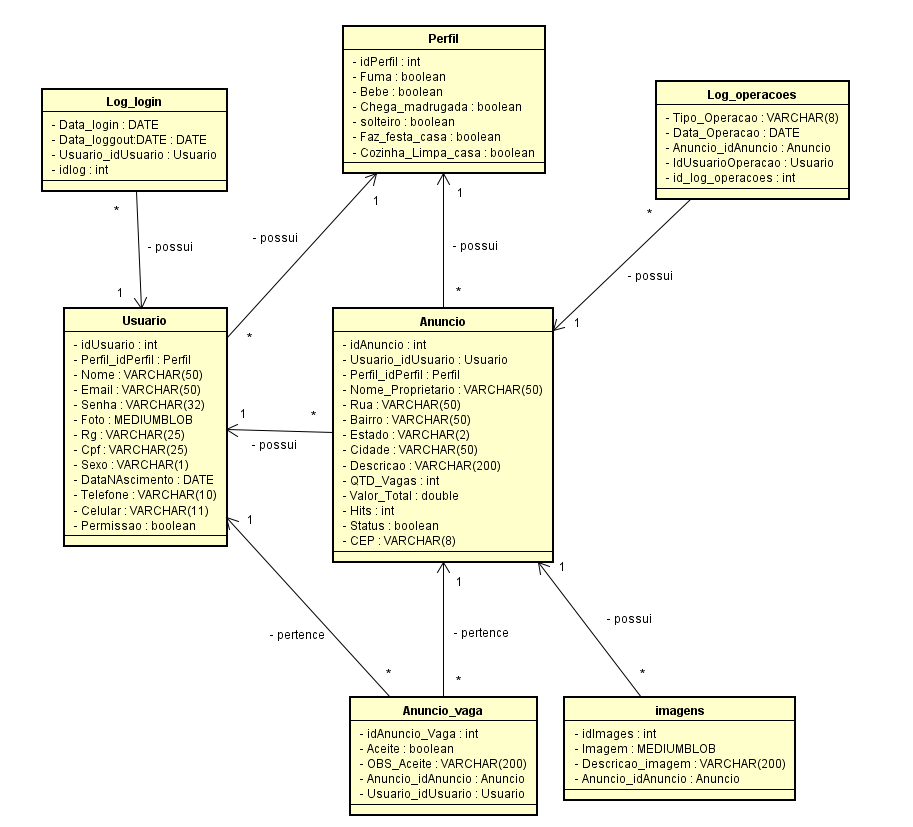 Perfil
- idPerfil : int
- Fuma : boolean
- Bebe : boolean
- Chega_madrugada : boolean
- solteiro : boolean
- Faz_festa_casa : boolean
- Cozinha_Limpa_casa : boolean
Log_login
- Data_login : DATE
- Data_loggout:DATE : DATE
- Usuario_idUsuario : Usuario
- idlog : int
Log_operacoes
- Tipo_Operacao : VARCHAR(8)
- Data_Operacao : DATE
- Anuncio_idAnuncio : Anuncio
- IdUsuarioOperacao : Usuario
- id_log_operacoes : int
*
- possui
1
1
- possui
*
1
- possui
*
*
- possui
1
Usuario
- idUsuario : int
- Perfil_idPerfil : Perfil
- Nome : VARCHAR(50)
- Email : VARCHAR(50)
- Senha : VARCHAR(32)
- Foto : MEDIUMBLOB
- Rg : VARCHAR(25)
- Cpf : VARCHAR(25)
- Sexo : VARCHAR(1)
- DataNAscimento : DATE
- Telefone : VARCHAR(10)
- Celular : VARCHAR(11)
- Permissao : boolean
1
*
- possui
Anuncio
- idAnuncio : int
- Usuario_idUsuario : Usuario
- Perfil_idPerfil : Perfil
- Nome_Proprietario : VARCHAR(50)
- Rua : VARCHAR(50)
- Bairro : VARCHAR(50)
- Estado : VARCHAR(2)
- Cidade : VARCHAR(50)
- Descricao : VARCHAR(200)
- QTD_Vagas : int
- Valor_Total : double
- Hits : int
- Status : boolean
- CEP : VARCHAR(8)
1
- pertence
*
1
- pertence
*
1
- possui
*
Anuncio_vaga
- idAnuncio_Vaga : int
- Aceite : boolean
- OBS_Aceite : VARCHAR(200)
- Anuncio_idAnuncio : Anuncio
- Usuario_idUsuario : Usuario
imagens
- idImages : int
- Imagem : MEDIUMBLOB
- Descricao_imagem : VARCHAR(200)
- Anuncio_idAnuncio : Anuncio